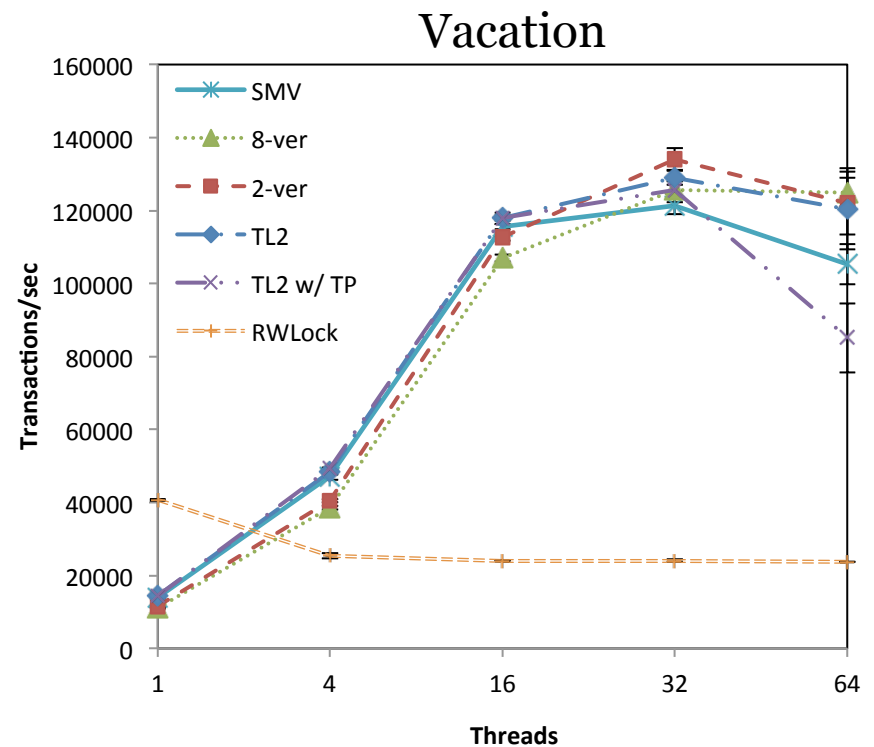 Vacation
160000
140000
120000
100000
80000
60000
40000
20000
0
Transactions/sec
SMV
8-ver
2-ver
TL2
TL2 w/ TP
RWLock
1 4 16 32 64
Threads